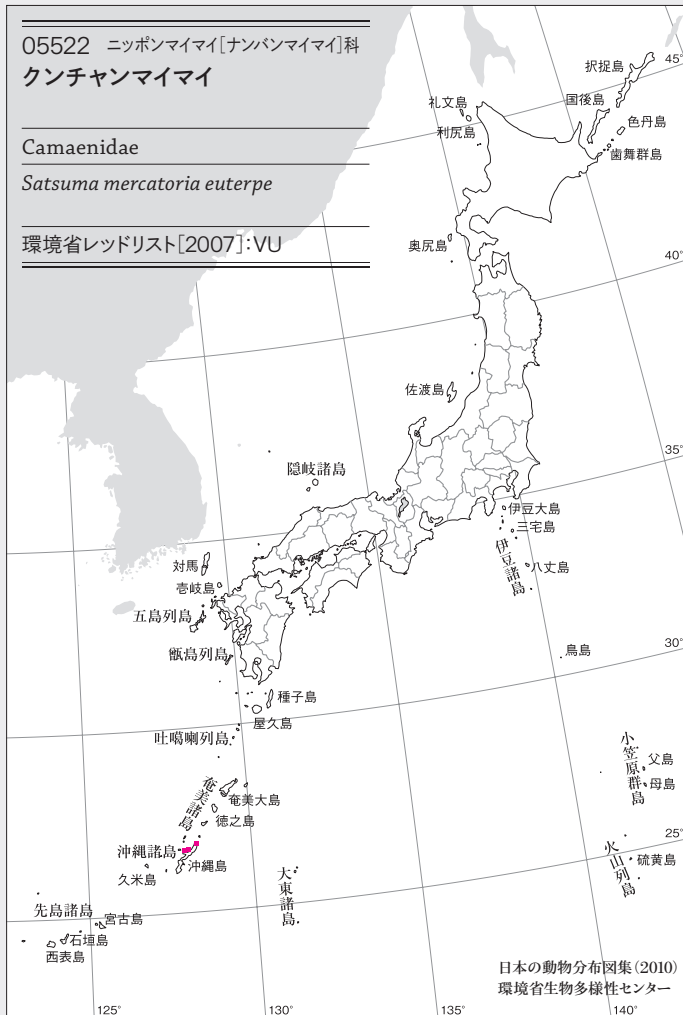 05522 ニッポンマイマイ[ナンバンマイマイ]科
クンチャンマイマイ
Camaenidae
Satsuma mercatoria euterpe
環境省レッドリスト[2007]:VU
択捉島
45°
国後島
礼文島
色丹島
利尻島
歯舞群島
奥尻島
40°
佐渡島
35°
隠岐諸島
伊豆大島
三宅島
伊豆諸島
八丈島
対馬
壱岐島
五島列島
甑島列島
鳥島
30°
種子島
屋久島
吐噶喇列島
小笠原群島
父島
母島
奄美諸島
奄美大島
徳之島
25°
沖縄諸島
沖縄島
久米島
大東諸島
火山列島
硫黄島
先島諸島
宮古島
石垣島
西表島
日本の動物分布図集(2010)
環境省生物多様性センター
125°
130°
135°
140°